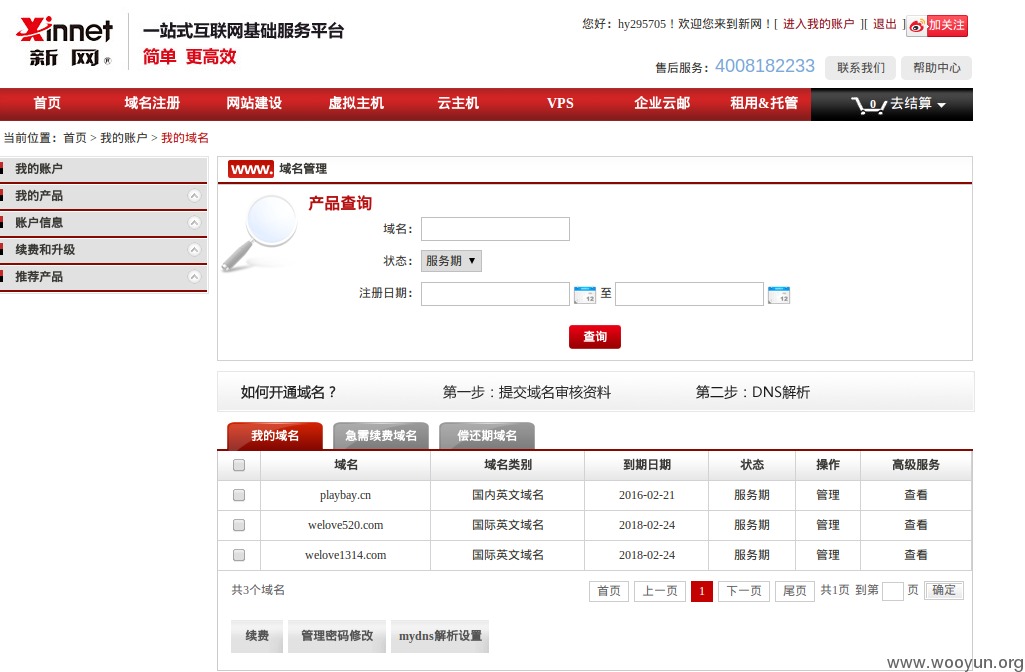 Xinnet
新 网®
一站式互联网基础服务平台
简单 更高效
您好：hy295705！欢迎您来到新网！[ 进入我的账户 ][ 退出 ] 加关注
售后服务：4008182233 联系我们 帮助中心
首页 域名注册 网站建设 虚拟主机 云主机 VPS 企业云邮 租用&托管 0 去结算
当前位置：首页 > 我的账户 > 我的域名
我的账户
我的产品
账户信息
续费和升级
推荐产品
www. 域名管理
产品查询
域名：
状态： 服务期 ▼
注册日期： 12 至 12
查询
如何开通域名？ 第一步：提交域名审核资料 第二步：DNS解析
我的域名 急需续费域名 偿还期域名
域名 域名类别 到期日期 状态 操作 高级服务
playbay.cn 国内英文域名 2016-02-21 服务期 管理 查看
welove520.com 国际英文域名 2018-02-24 服务期 管理 查看
welove1314.com 国际英文域名 2018-02-24 服务期 管理 查看
共3个域名 首页 上一页 1 下一页 尾页 共1页 到第 页 确定
续费 管理密码修改 mydns解析设置
www.wooyun.org